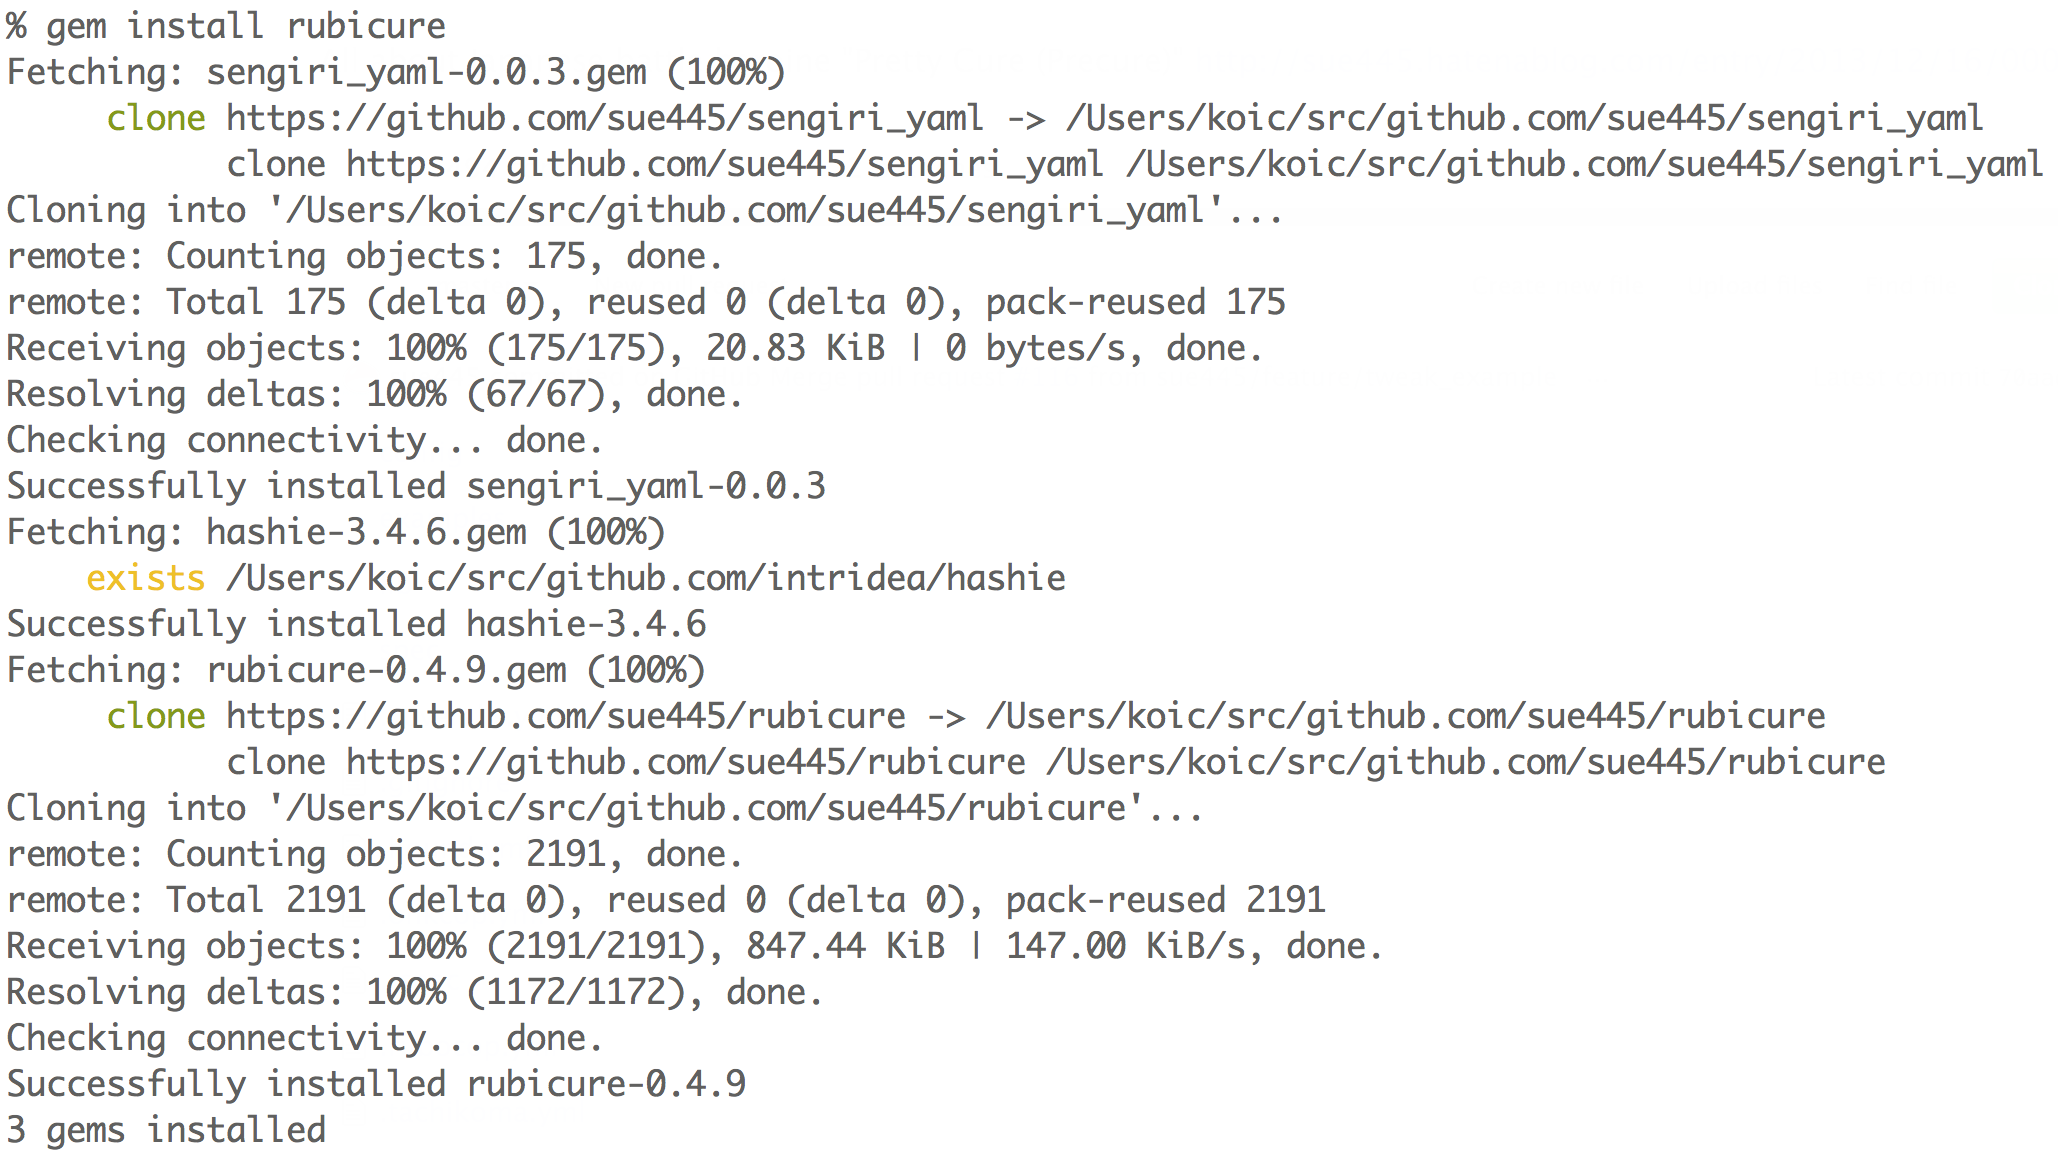 % gem install rubicure
Fetching: sengiri_yaml-0.0.3.gem (100%)
clone https://github.com/sue445/sengiri_yaml -> /Users/koic/src/github.com/sue445/sengiri_yaml
clone https://github.com/sue445/sengiri_yaml /Users/koic/src/github.com/sue445/sengiri_yaml
Cloning into '/Users/koic/src/github.com/sue445/sengiri_yaml'...
remote: Counting objects: 175, done.
remote: Total 175 (delta 0), reused 0 (delta 0), pack-reused 175
Receiving objects: 100% (175/175), 20.83 KiB | 0 bytes/s, done.
Resolving deltas: 100% (67/67), done.
Checking connectivity... done.
Successfully installed sengiri_yaml-0.0.3
Fetching: hashie-3.4.6.gem (100%)
exists /Users/koic/src/github.com/intridea/hashie
Successfully installed hashie-3.4.6
Fetching: rubicure-0.4.9.gem (100%)
clone https://github.com/sue445/rubicure -> /Users/koic/src/github.com/sue445/rubicure
clone https://github.com/sue445/rubicure /Users/koic/src/github.com/sue445/rubicure
Cloning into '/Users/koic/src/github.com/sue445/rubicure'...
remote: Counting objects: 2191, done.
remote: Total 2191 (delta 0), reused 0 (delta 0), pack-reused 2191
Receiving objects: 100% (2191/2191), 847.44 KiB | 147.00 KiB/s, done.
Resolving deltas: 100% (1172/1172), done.
Checking connectivity... done.
Successfully installed rubicure-0.4.9
3 gems installed